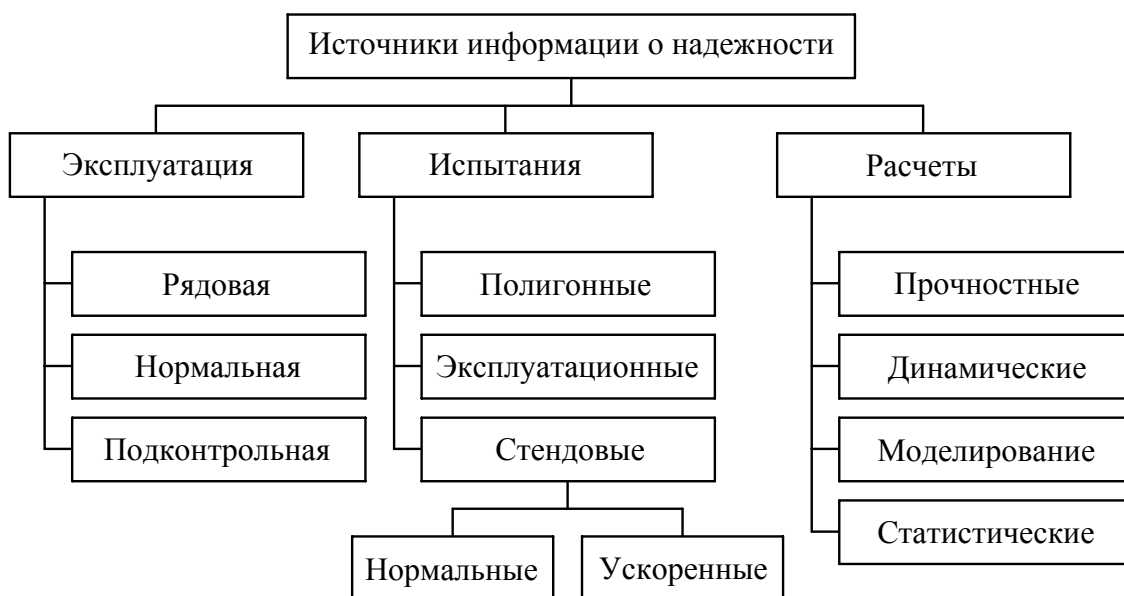 Источники информации о надежности
Эксплуатация
Испытания
Расчеты
Рядовая
Нормальная
Подконтрольная
Полигонные
Эксплуатационные
Стендовые
Нормальные
Ускоренные
Прочностные
Динамические
Моделирование
Статистические